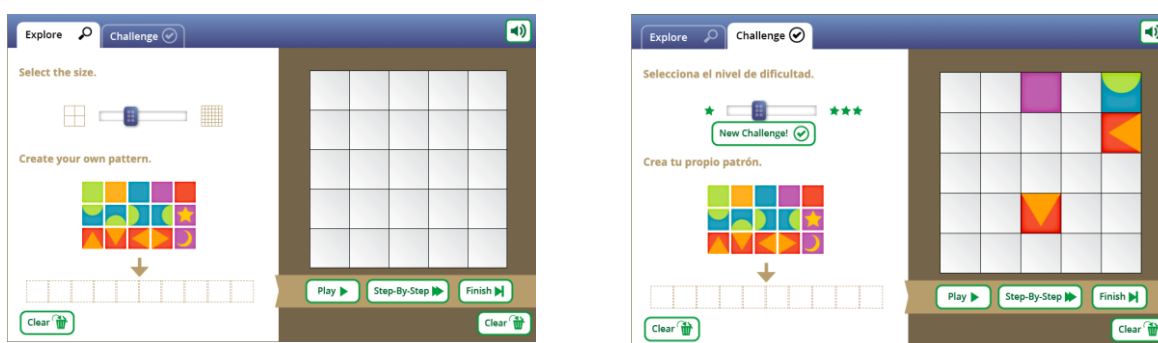 Explore
Challenge
Select the size.
Create your own pattern.
Play
Step-By-Step
Finish
Clear
Clear
Explore
Challenge
Selecciona el nivel de dificultad.
New Challenge!
Crea tu propio patrón.
Play
Step-By-Step
Finish
Clear
Clear